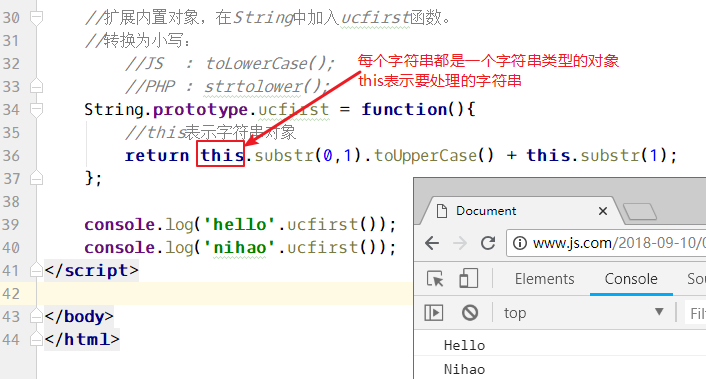 30 //扩展内置对象，在String中加入ucfirst函数。
31 //转换为小写:
32 //JS : toLowerCase();
33 //PHP : strtolower();
每个字符串都是一个字符串类型的对象
this表示要处理的字符串
34 String.prototype.ucfirst = function(){
35 //this表示字符串对象
36 return this.substr(0,1).toUpperCase() + this.substr(1);
37 };
38
39 console.log('hello'.ucfirst());
40 console.log('nihao'.ucfirst());
41 </script>
42
43 </body>
44 </html>
Document
www.js.com/2018-09-10/0
Elements Console Sou
top Filt
Hello
Nihao